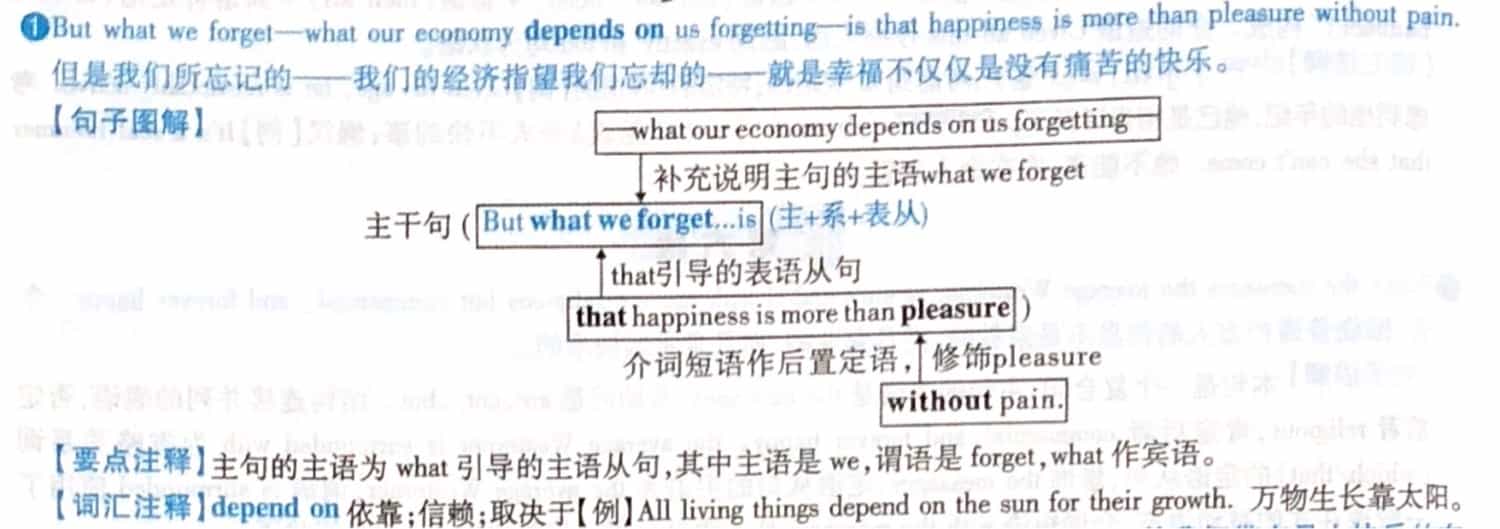 ❶But what we forget—what our economy depends on us forgetting—is that happiness is more than pleasure without pain.
但是我们所忘记的——我们的经济指望我们忘却的——就是幸福不仅仅是没有痛苦的快乐。
【句子图解】
—what our economy depends on us forgetting—
补充说明主句的主语what we forget
主干句 (But what we forget...is (主+系+表从)
that引导的表语从句
that happiness is more than pleasure )
介词短语作后置定语, 修饰pleasure
without pain.
【要点注释】主句的主语为 what 引导的主语从句,其中主语是 we,谓语是 forget,what 作宾语。
【词汇注释】depend on 依靠;信赖;取决于【例】All living things depend on the sun for their growth. 万物生长靠太阳。